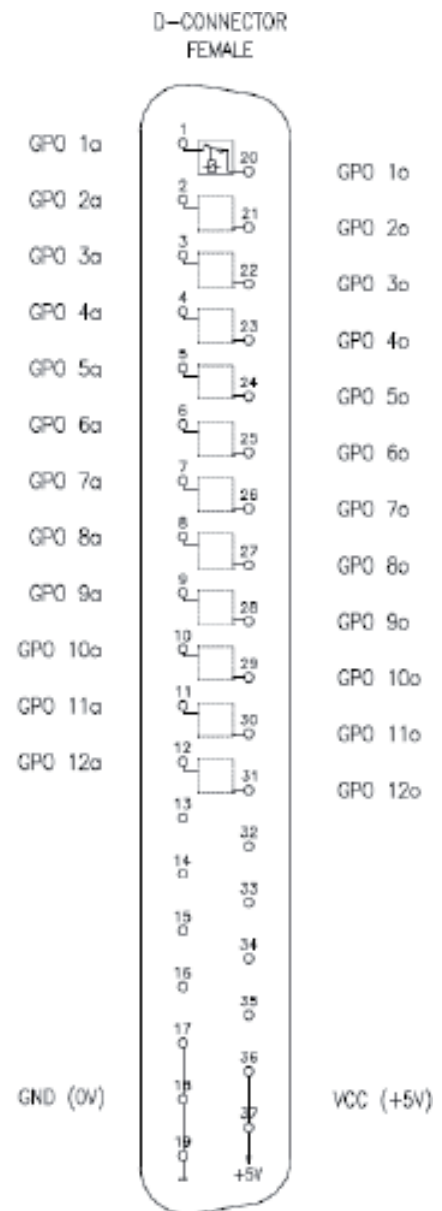 D-CONNECTOR
FEMALE
1
GPO 1a
20
GPO 1o
2
GPO 2a
21
GPO 2o
3
GPO 3a
22
GPO 3o
4
GPO 4a
23
GPO 4o
5
GPO 5a
24
GPO 5o
6
GPO 6a
25
GPO 6o
7
GPO 7a
26
GPO 7o
8
GPO 8a
27
GPO 8o
9
GPO 9a
28
GPO 9o
10
GPO 10a
29
GPO 10o
11
GPO 11a
30
GPO 11o
12
GPO 12a
31
GPO 12o
13
32
14
33
15
34
16
35
17
36
18
GND (0V)
VCC (+5V)
37
19
+5V